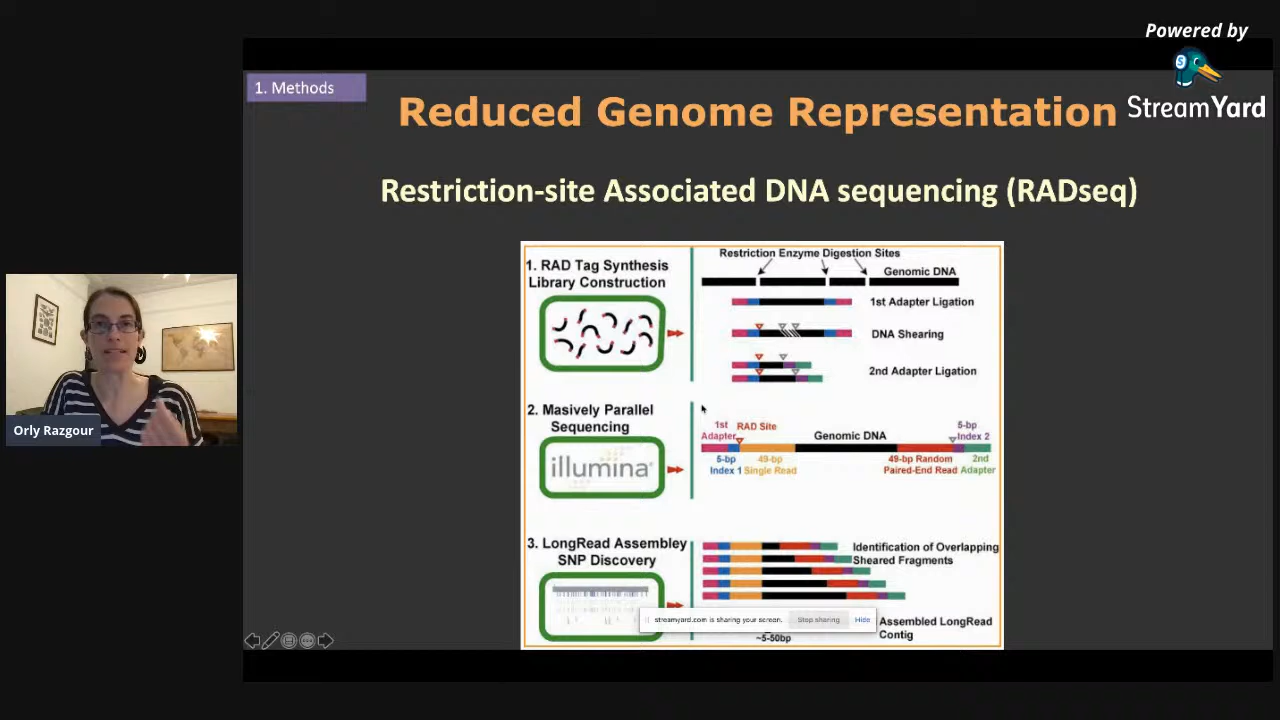 Powered by
StreamYard
1. Methods
Reduced Genome Representation
Restriction-site Associated DNA sequencing (RADseq)
1. RAD Tag Synthesis
Library Construction
Restriction Enzyme Digestion Sites
Genomic DNA
1st Adapter Ligation
DNA Shearing
2nd Adapter Ligation
2. Masively Parallel
Sequencing
illumina
1st
Adapter
RAD Site
Genomic DNA
5-bp
Index 2
5-bp
Index 1
49-bp
Single Read
49-bp Random
Paired-End Read
2nd
Adapter
3. LongRead Assembley
SNP Discovery
Identification of Overlapping
Sheared Fragments
Assembled LongRead
Contig
~5-50bp
streamyard.com is sharing your screen.
Stop sharing
Hide
Orly Razgour